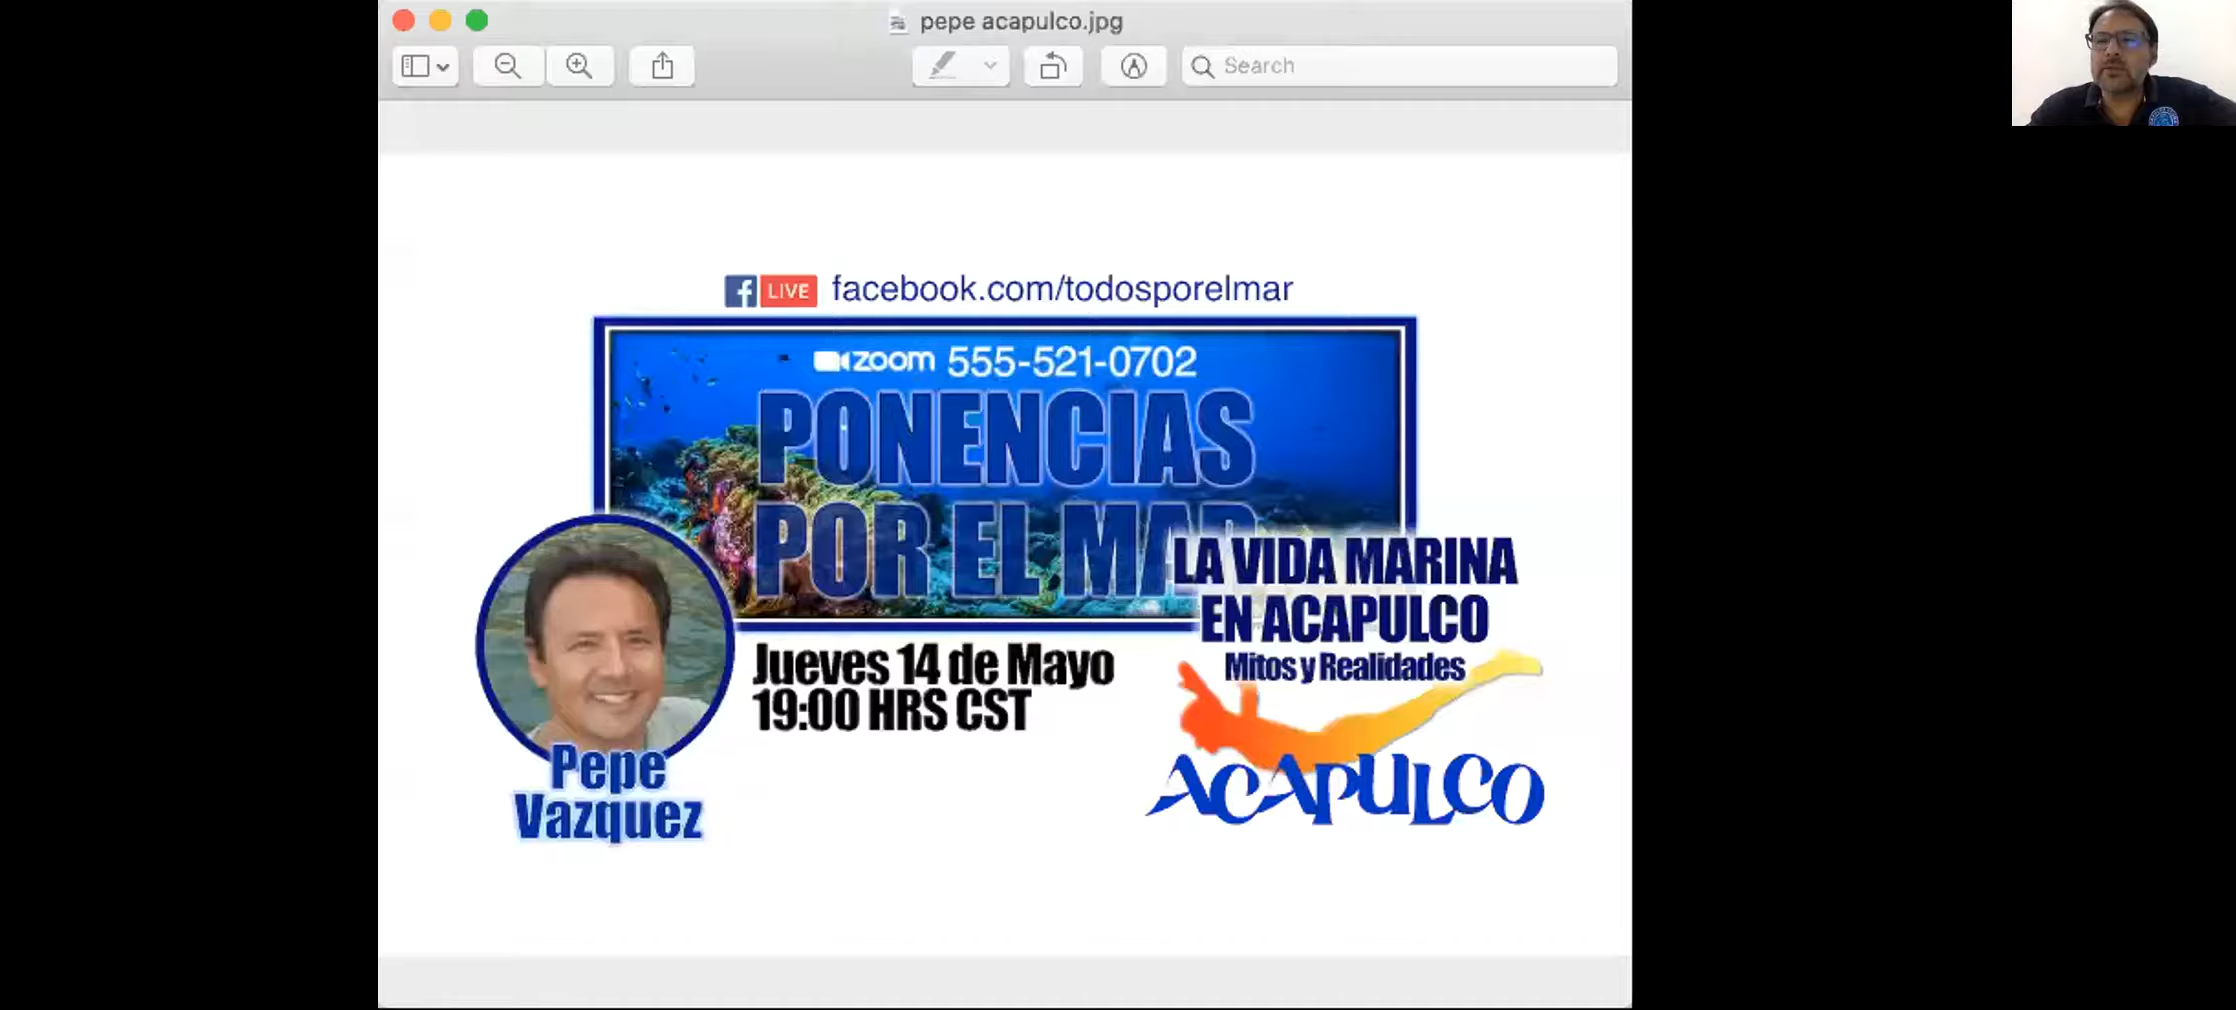 pepe acapulco.jpg
Search
LIVE facebook.com/todosporelmar
zoom 555-521-0702
PONENCIAS
POR EL MAR
LA VIDA MARINA
EN ACAPULCO
Mitos y Realidades
Jueves 14 de Mayo
19:00 HRS CST
Pepe
Vazquez
ACAPULCO